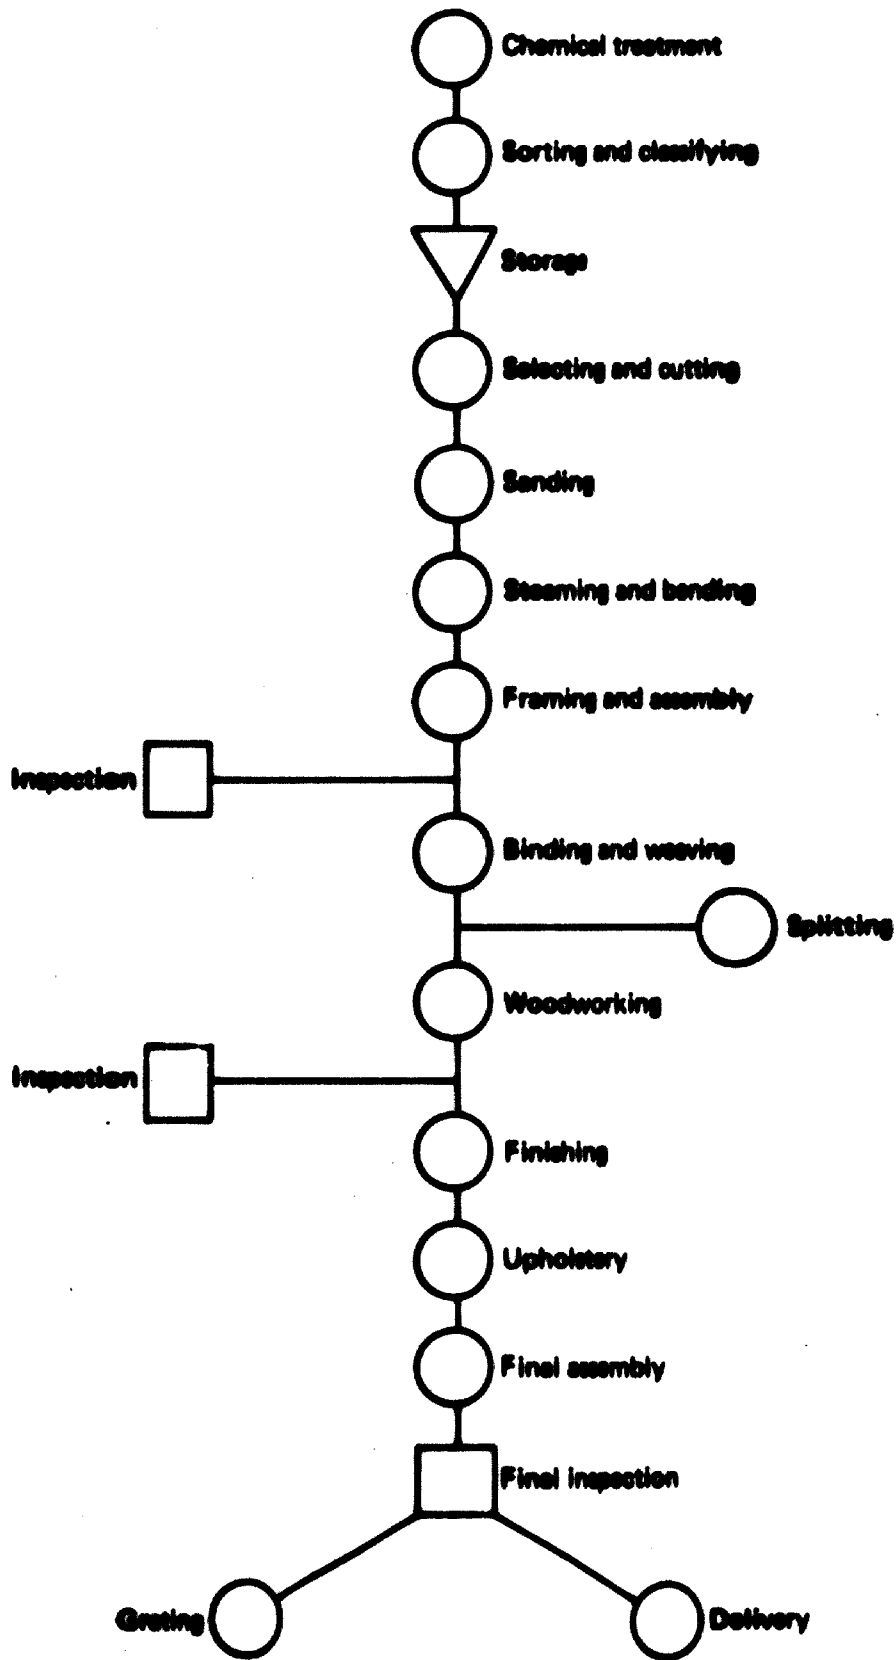 Chemical treatment
Sorting and classifying
Storage
Selecting and cutting
Sanding
Steaming and bending
Framing and assembly
Inspection
Binding and weaving
Splitting
Woodworking
Inspection
Finishing
Upholstery
Final assembly
Final inspection
Grating
Delivery